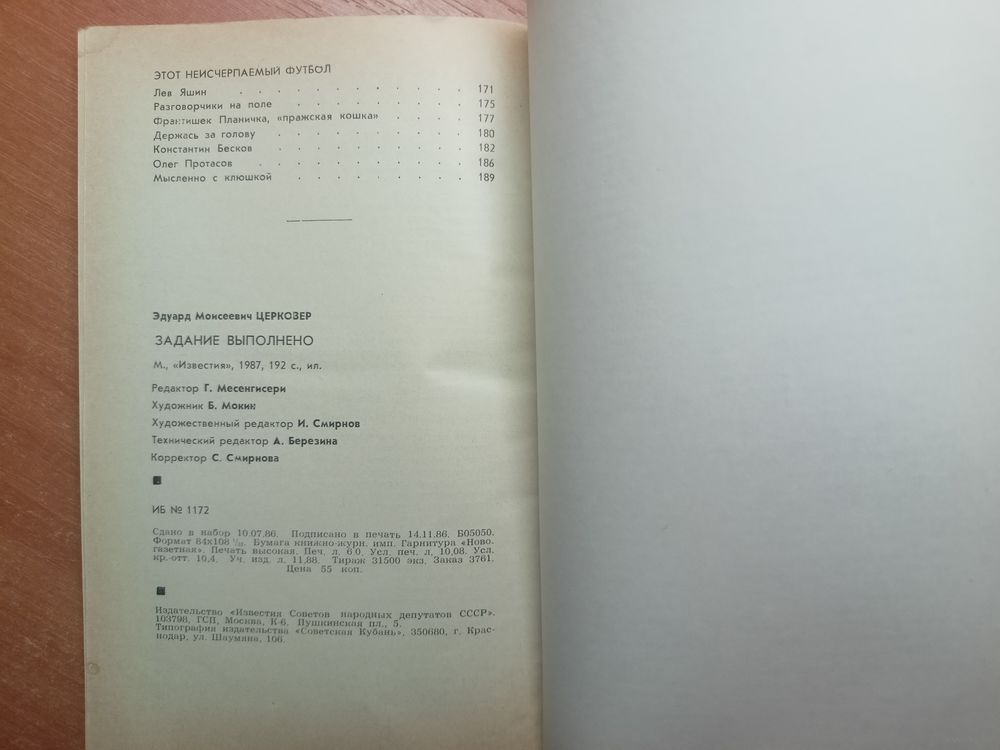 ЭТОТ НЕИСЧЕРПАЕМЫЙ ФУТБОЛ
Лев Яшин . . . . . . . . . . . 171
Разговорчики на поле . . . . . . . . . 175
Франтишек Планичка, «пражская кошка» . . . . 177
Держась за голову . . . . . . . . . . 180
Константин Бесков . . . . . . . . . . 182
Олег Протасов . . . . . . . . . . . 186
Мысленно с клюшкой . . . . . . . . . 189
Эдуард Моисеевич ЦЕРКОВЕР
ЗАДАНИЕ ВЫПОЛНЕНО
М., «Известия», 1987, 192 с., ил.
Редактор Г. Месенгисери
Художник Б. Мокин
Художественный редактор И. Смирнов
Технический редактор А. Березина
Корректор С. Смирнова
ИБ № 1172
Сдано в набор 10.07.86. Подписано в печать 14.11.86. Б05050.
Формат 84х108 1/32. Бумага книжно-журн. имп. Гарнитура «Ново-
газетная». Печать высокая. Печ. л. 6,0. Усл. печ. л. 10,08. Усл.
кр.-отт. 10,4. Уч. изд. л. 11,88. Тираж 31500 экз. Заказ 3761.
Цена 55 коп.
Издательство «Известия Советов народных депутатов СССР».
103798, ГСП, Москва, К-6. Пушкинская пл., 5.
Типография издательства «Советская Кубань», 350680, г. Крас-
нодар, ул. Шаумяна, 106.